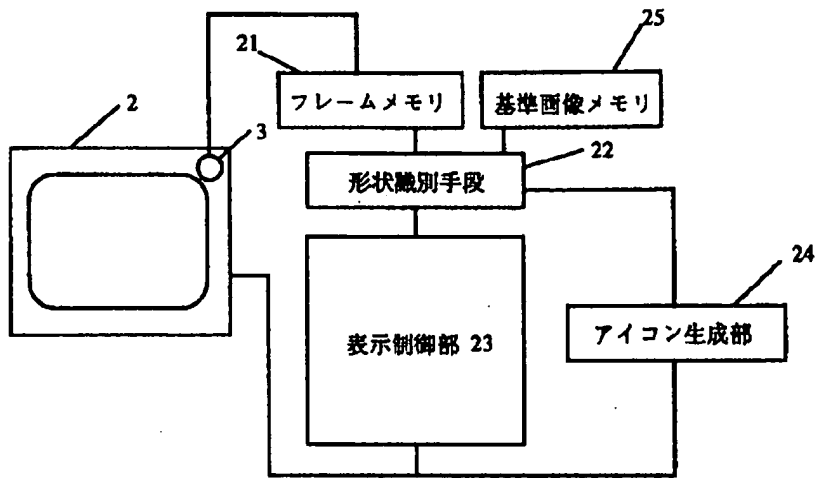 21
25
フレームメモリ
基準画像メモリ
2
3
22
形状識別手段
24
表示制御部 23
アイコン生成部